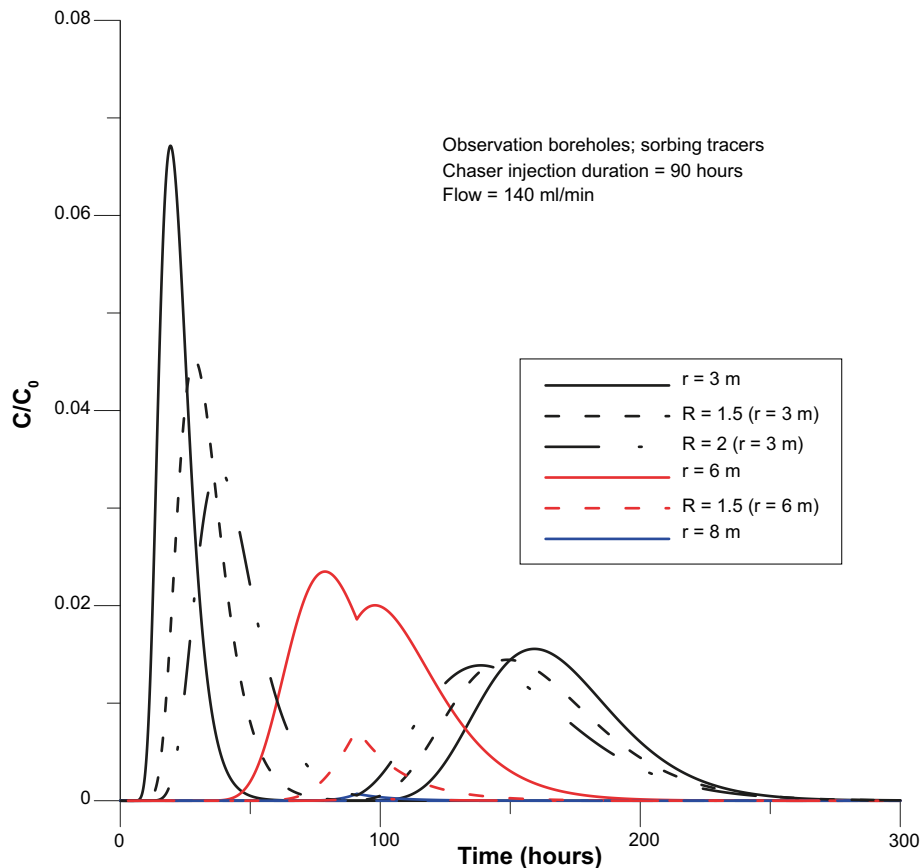 0.08
0.06
0.04
0.02
0
C/C0
Observation boreholes; sorbing tracers
Chaser injection duration = 90 hours
Flow = 140 ml/min
r = 3 m
R = 1.5 (r = 3 m)
R = 2 (r = 3 m)
r = 6 m
R = 1.5 (r = 6 m)
r = 8 m
0
100
200
300
Time (hours)